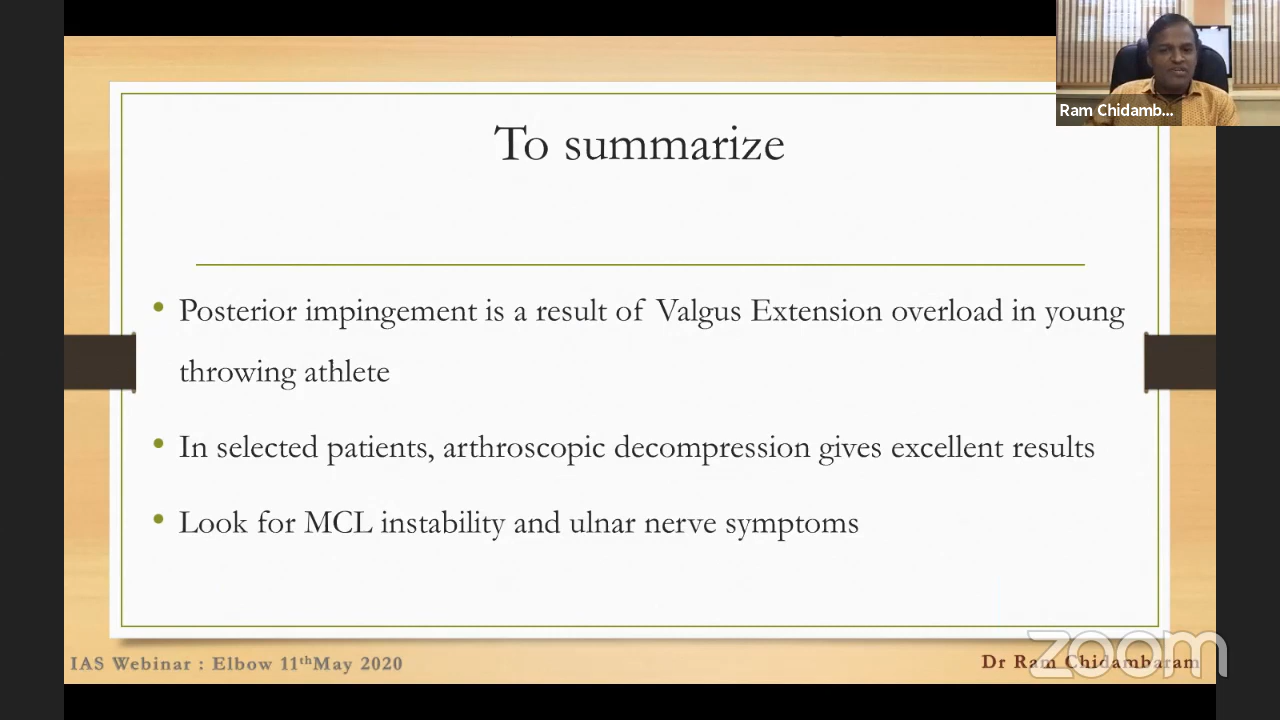 Ram Chidamb...
To summarize
• Posterior impingement is a result of Valgus Extension overload in young
throwing athlete
• In selected patients, arthroscopic decompression gives excellent results
• Look for MCL instability and ulnar nerve symptoms
IAS Webinar : Elbow 11thMay 2020
Dr Ram Chidambaram
zoom